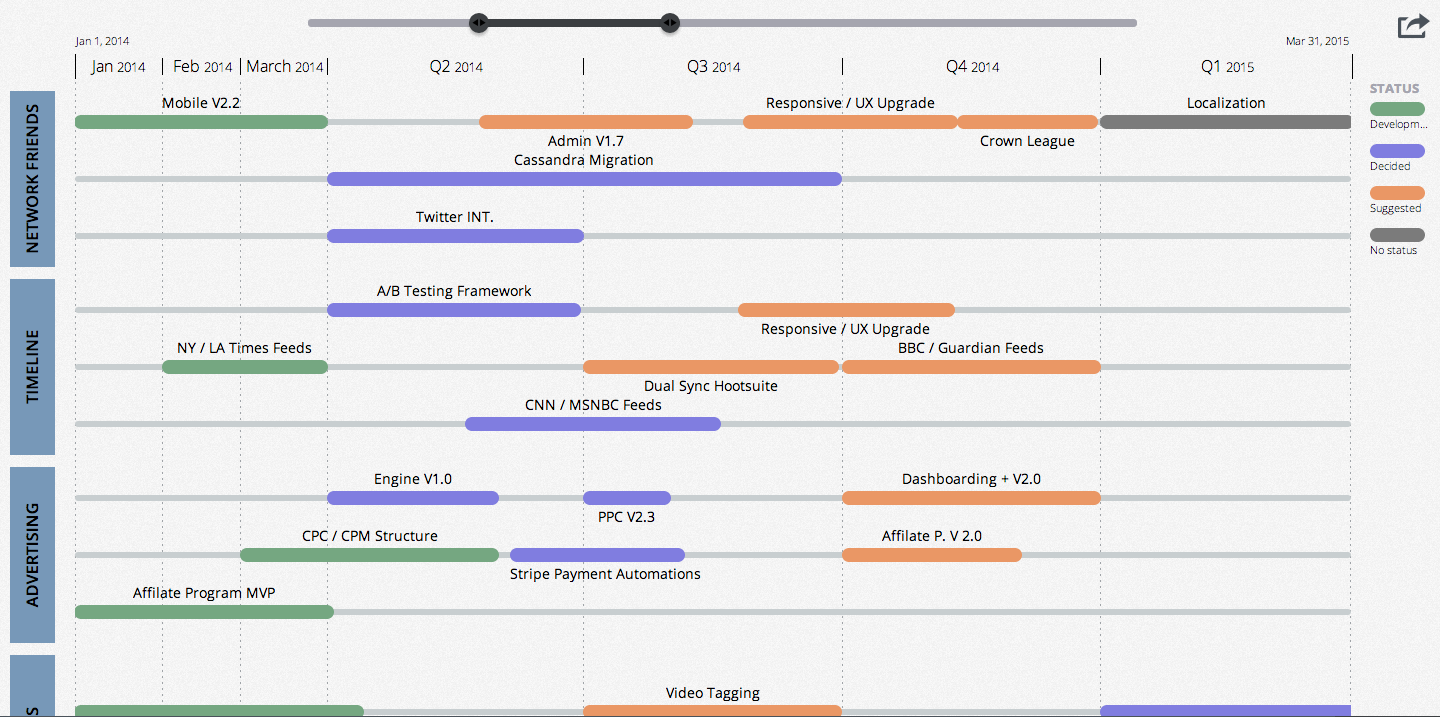 Jan 1, 2014
Mar 31, 2015
Jan 2014
Feb 2014
March 2014
Q2 2014
Q3 2014
Q4 2014
Q1 2015
STATUS
Developm...
Decided
Suggested
No status
NETWORK FRIENDS
Mobile V2.2
Responsive / UX Upgrade
Localization
Admin V1.7
Crown League
Cassandra Migration
Twitter INT.
TIMELINE
A/B Testing Framework
Responsive / UX Upgrade
NY / LA Times Feeds
BBC / Guardian Feeds
Dual Sync Hootsuite
CNN / MSNBC Feeds
ADVERTISING
Engine V1.0
Dashboarding + V2.0
PPC V2.3
CPC / CPM Structure
Affilate P. V 2.0
Stripe Payment Automations
Affilate Program MVP
Video Tagging